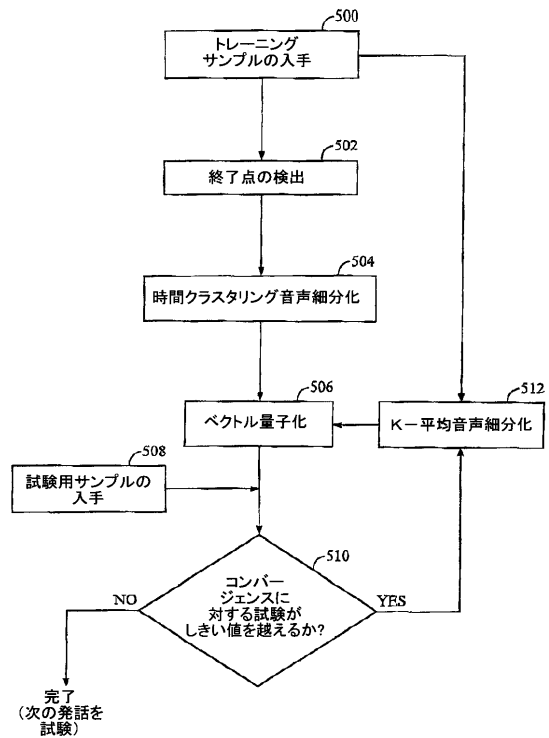 500
トレーニング
サンプルの入手
502
終了点の検出
504
時間クラスタリング音声細分化
506
ベクトル量子化
512
K－平均音声細分化
508
試験用サンプルの
入手
510
コンバー
ジェンスに
対する試験が
しきい値を越えるか?
NO
YES
完了
(次の発話を
試験)